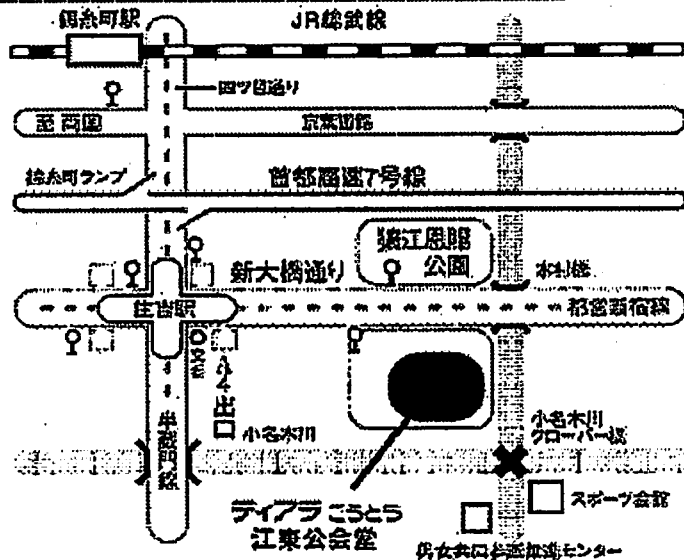 錦糸町駅
JR総武線
四ツ目通り
至 両国
京葉道路
錦糸町ランプ
首都高速7号線
猿江恩賜
公園
新大橋通り
住吉駅
都営新宿線
A4出
半蔵門線
小名木川
小名木川
クローバー橋
ティアラこうとう
江東公会堂
スポーツ会館